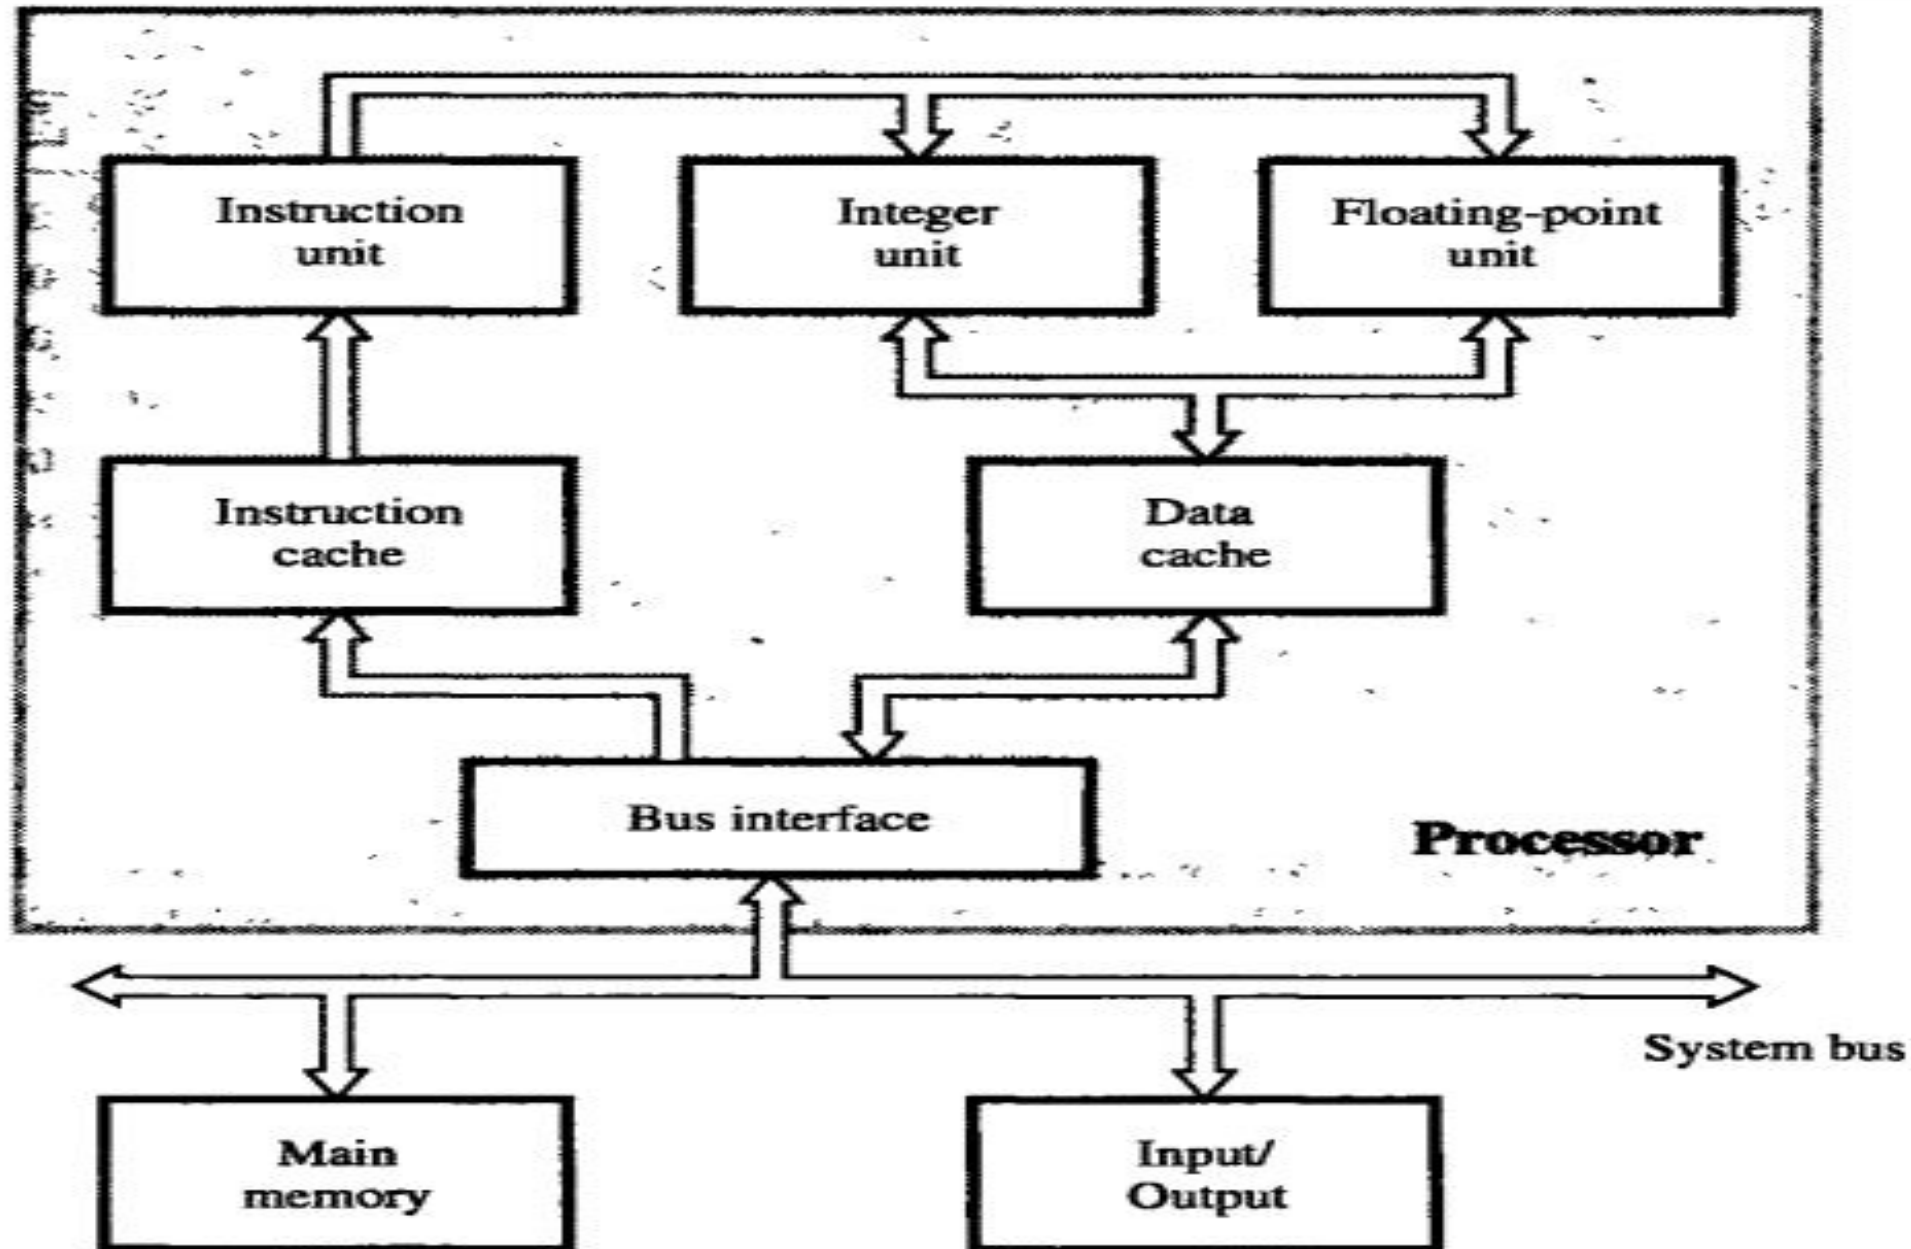 Instruction
unit
Integer
unit
Floating-point
unit
Instruction
cache
Data
cache
Bus interface
Processor
System bus
Main
memory
Input/
Output